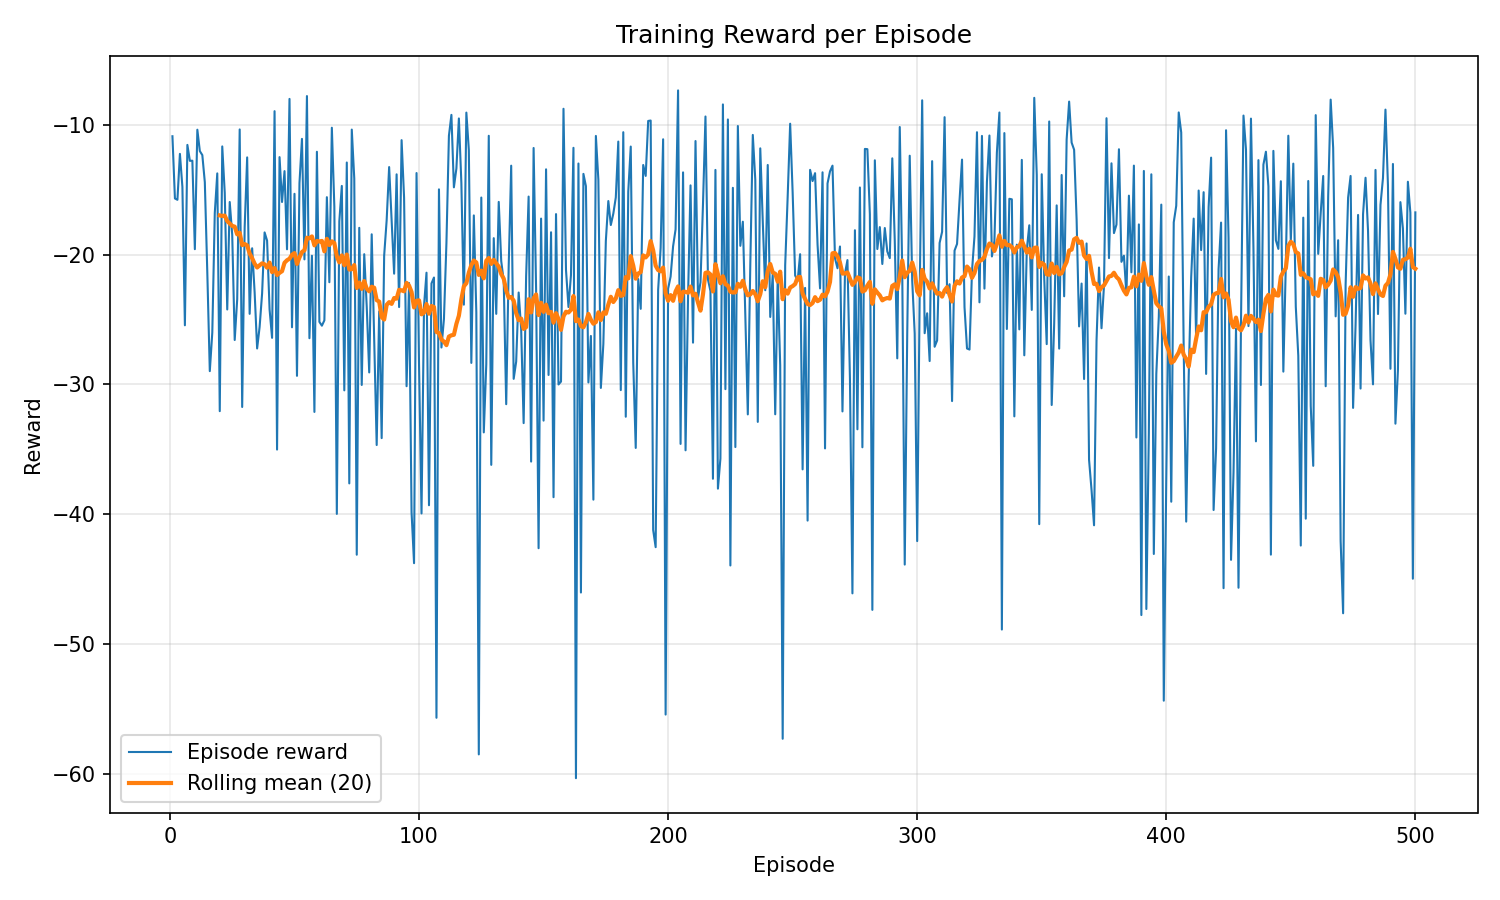 Training Reward per Episode
−10
−20
−30
−40
−50
−60
Reward
Episode reward
Rolling mean (20)
0
100
200
300
400
500
Episode